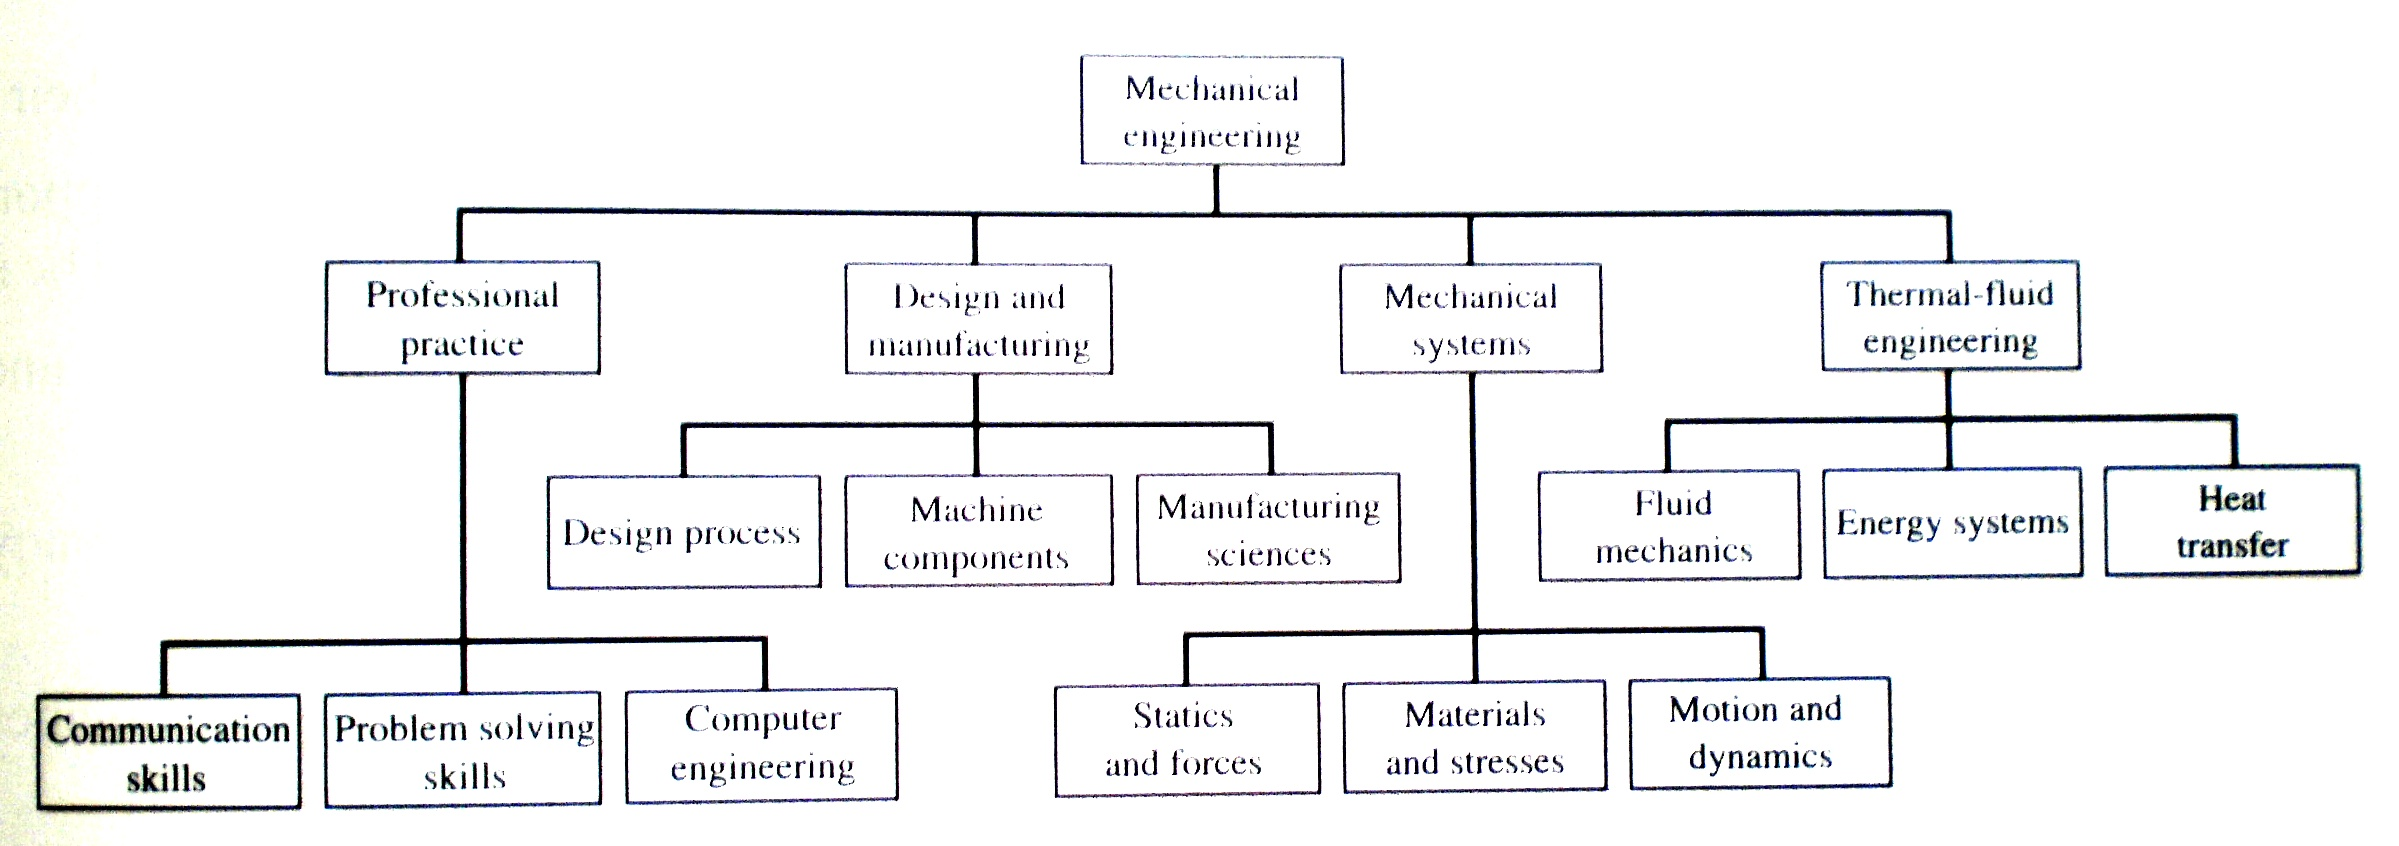 Mechanical
engineering
Professional
practice
Design and
manufacturing
Mechanical
systems
Thermal-fluid
engineering
Design process
Machine
components
Manufacturing
sciences
Fluid
mechanics
Energy systems
Heat
transfer
Communication
skills
Problem solving
skills
Computer
engineering
Statics
and forces
Materials
and stresses
Motion and
dynamics